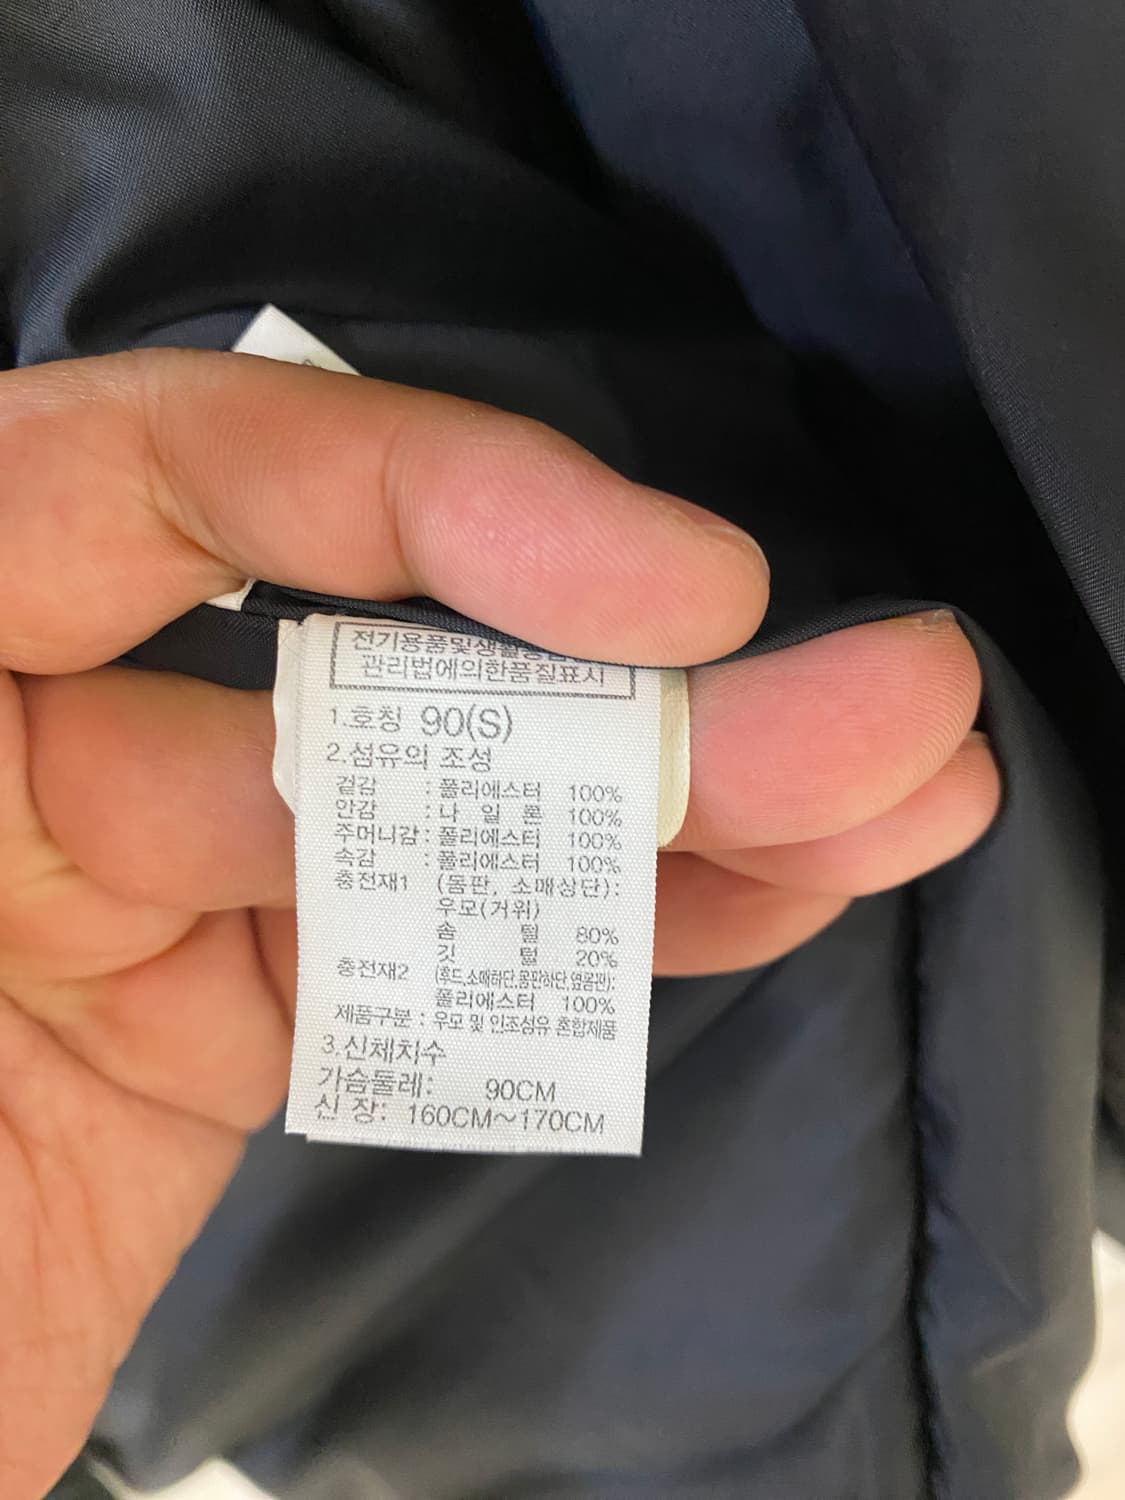 전기용품및생활
관리법에의한품질표시
1.호칭 90(S)
2.섬유의 조성
겉감 : 폴리에스터 100%
안감 : 나 일 론 100%
주머니감 : 폴리에스터 100%
속감 : 폴리에스터 100%
충전재1 (몸판, 소매상단):
우모(거위)
솜 털 80%
깃 털 20%
충전재2 (후드,소매하단,몸판하단,옆몸판):
폴리에스터 100%
제품구분 : 우모 및 인조섬유 혼합제품
3.신체치수
가슴둘레: 90CM
신 장: 160CM~170CM